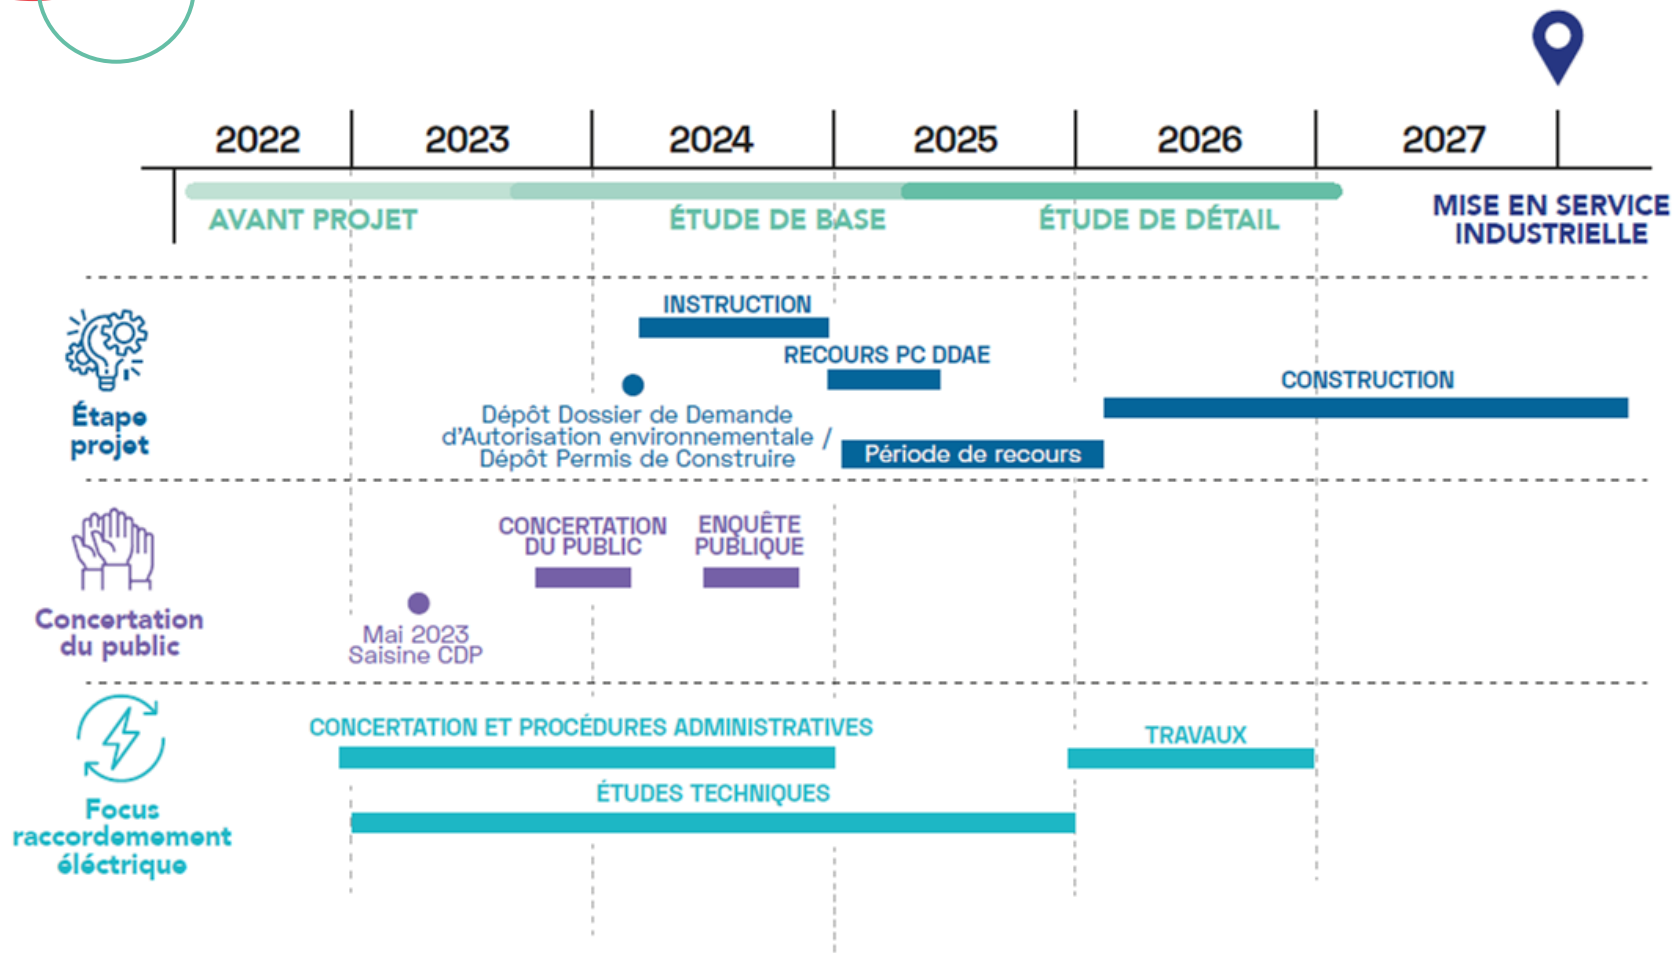 2022
2023
2024
2025
2026
2027
AVANT PROJET
ÉTUDE DE BASE
ÉTUDE DE DÉTAIL
MISE EN SERVICE
INDUSTRIELLE
Étape
projet
INSTRUCTION
RECOURS PC DDAE
CONSTRUCTION
Dépôt Dossier de Demande
d'Autorisation environnementale /
Dépôt Permis de Construire
Période de recours
Concertation
du public
CONCERTATION
DU PUBLIC
ENQUÊTE
PUBLIQUE
Mai 2023
Saisine CDP
Focus
raccordemement
éléctrique
CONCERTATION ET PROCÉDURES ADMINISTRATIVES
TRAVAUX
ÉTUDES TECHNIQUES